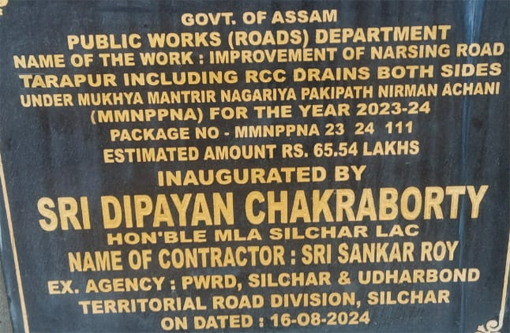 GOVT. OF ASSAM
PUBLIC WORKS (ROADS) DEPARTMENT
NAME OF THE WORK : IMPROVEMENT OF NARSING ROAD
TARAPUR INCLUDING RCC DRAINS BOTH SIDES
UNDER MUKHYA MANTRIR NAGARIYA PAKIPATH NIRMAN ACHANI
(MMNPPNA) FOR THE YEAR 2023-24
PACKAGE NO - MMNPPNA 23 24 111
ESTIMATED AMOUNT RS. 65.54 LAKHS
INAUGURATED BY
SRI DIPAYAN CHAKRABORTY
HON'BLE MLA SILCHAR LAC
NAME OF CONTRACTOR : SRI SANKAR ROY
EX. AGENCY : PWRD, SILCHAR & UDHARBOND
TERRITORIAL ROAD DIVISION, SILCHAR
ON DATED : 16-08-2024